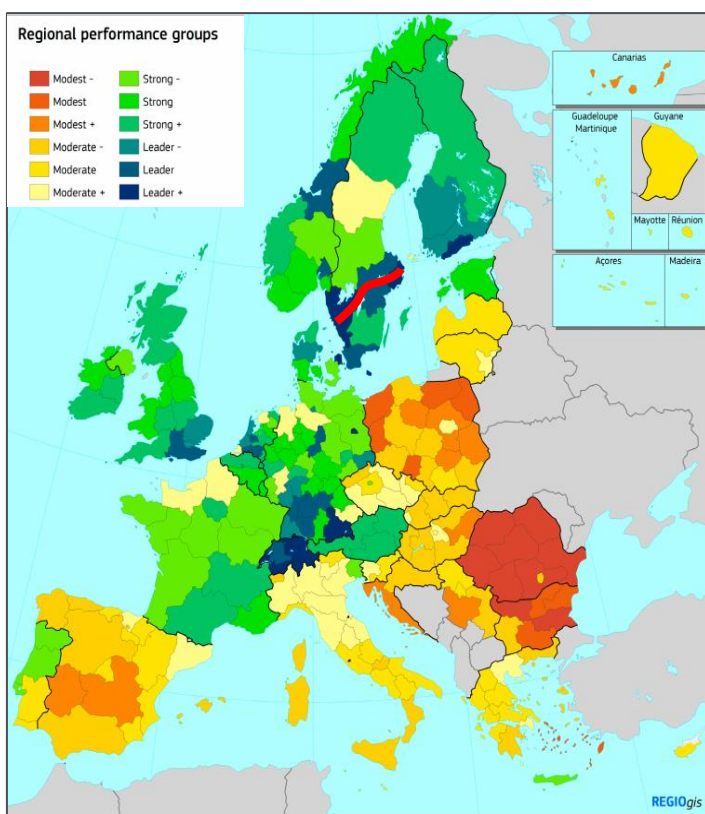 Regional performance groups
Modest -
Modest
Modest +
Moderate -
Moderate
Moderate +
Strong -
Strong
Strong +
Leader -
Leader
Leader +
Canarias
Guadeloupe
Martinique
Guyane
Mayotte
Réunion
Açores
Madeira
REGIOgis